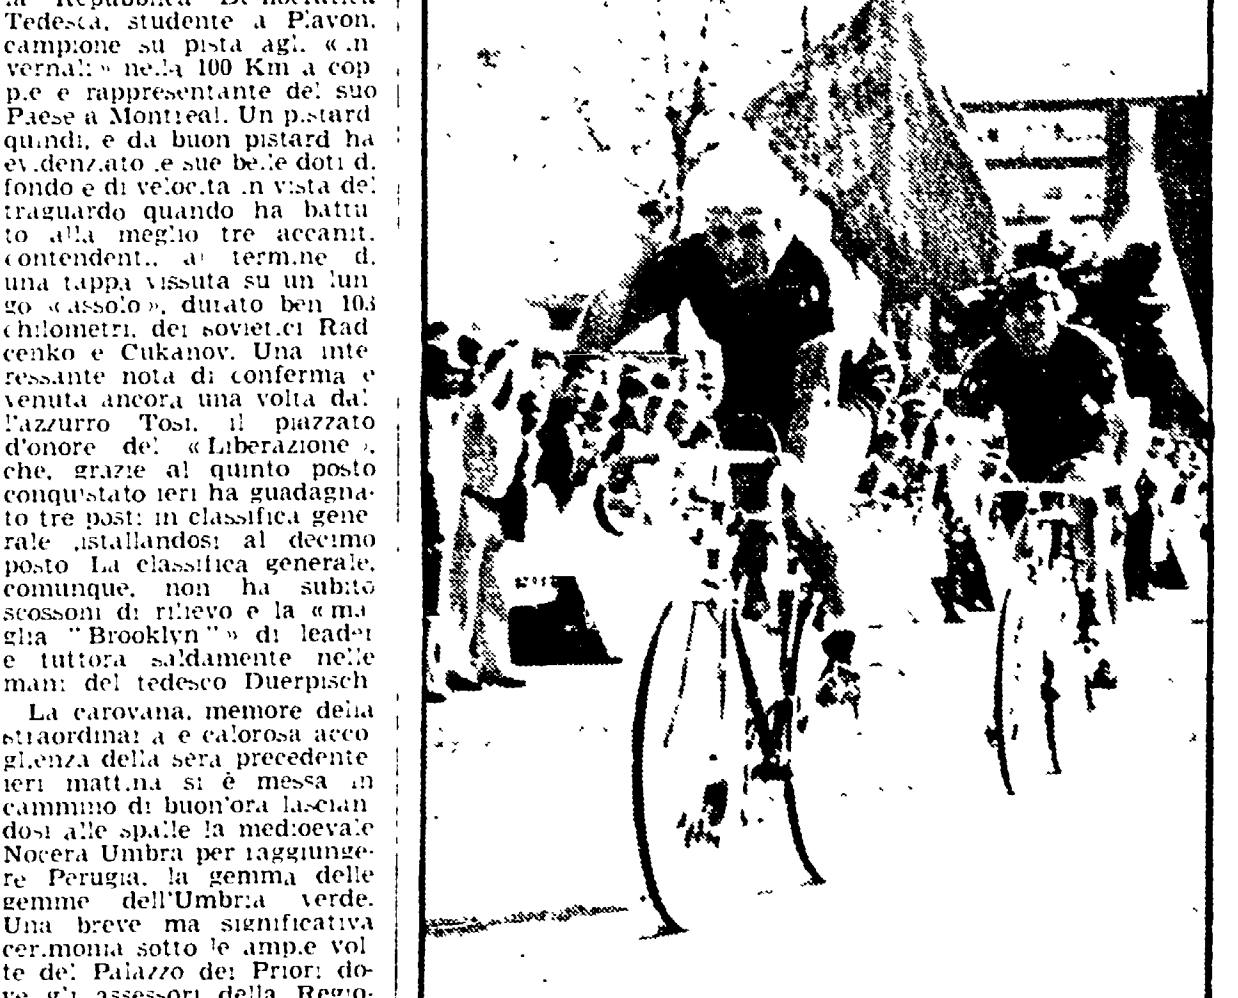 la Repubblica Democratica
Tedesca, studente a Plavon,
campione su pista agli « in
vernali » nella 100 Km a cop
pie e rappresentante del suo
Paese a Montreal. Un pistard
quindi, e da buon pistard ha
evidenziato le sue belle doti di
fondo e di velocita in vista del
traguardo quando ha battu
to alla meglio tre accaniti
contendenti, al termine di
una tappa vissuta su un lun
go « assolo », durato ben 103
chilometri, dei sovietici Rad
cenko e Cukanov. Una inte
ressante nota di conferma e
venuta ancora una volta dal
l'azzurro Tosi, il piazzato
d'onore del « Liberazione »,
che, grazie al quinto posto
conquistato ieri ha guadagna-
to tre posti in classifica gene
rale istallandosi al decimo
posto La classifica generale,
comunque, non ha subito
scossoni di rilievo e la « ma
glia "Brooklyn" » di leader
e tuttora saldamente nelle
mani del tedesco Duerpisch
La carovana, memore della
straordinaria e calorosa acco
glienza della sera precedente
ieri mattina si è messa in
cammino di buon'ora lascian
dosi alle spalle la medioevale
Nocera Umbra per raggiunge-
re Perugia, la gemma delle
gemme dell'Umbria verde.
Una breve ma significativa
cerimonia sotto le ampie vol
te del Palazzo dei Priori do-
ve gli assessori della Regio-